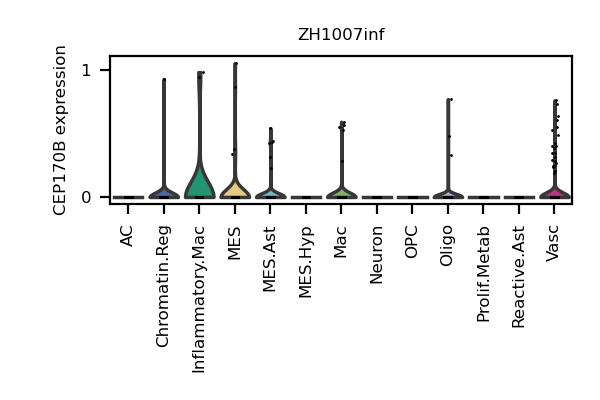 ZH1007inf
CEP170B expression
1
0
AC
Chromatin.Reg
Inflammatory.Mac
MES
MES.Ast
MES.Hyp
Mac
Neuron
OPC
Oligo
Prolif.Metab
Reactive.Ast
Vasc